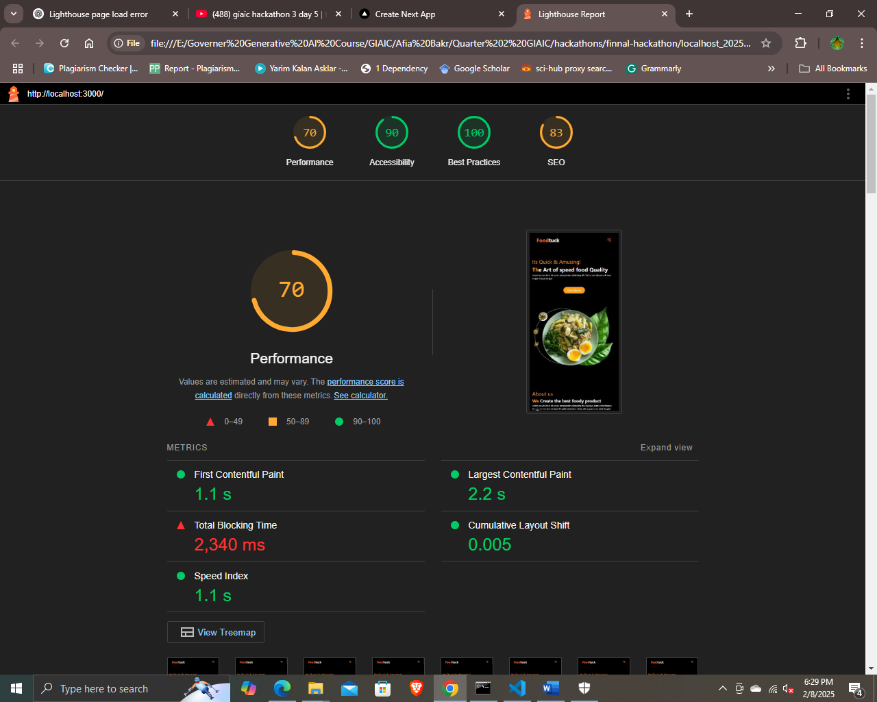 Lighthouse page load error
(488) giaic hackathon 3 day 5 |
Create Next App
Lighthouse Report
File
file:///E:/Governer%20Generative%20AI%20Course/GIAIC/Afia%20Bakr/Quarter%202%20GIAIC/hackathons/finnal-hackathon/localhost_2025...
Plagiarism Checker |...
Report - Plagiarism...
Yarim Kalan Asklar -...
1 Dependency
Google Scholar
sci-hub proxy searc...
Grammarly
»
All Bookmarks
http://localhost:3000/
70
90
100
83
Performance
Accessibility
Best Practices
SEO
70
Performance
Values are estimated and may vary. The performance score is
calculated directly from these metrics. See calculator.
0–49
50–89
90–100
Foodtuck
Its Quick & Amusing!
The Art of speed food Quality
About us
We Create the best foody product
METRICS
Expand view
First Contentful Paint
1.1 s
Largest Contentful Paint
2.2 s
Total Blocking Time
2,340 ms
Cumulative Layout Shift
0.005
Speed Index
1.1 s
View Treemap
Type here to search
6:29 PM
2/8/2025
4